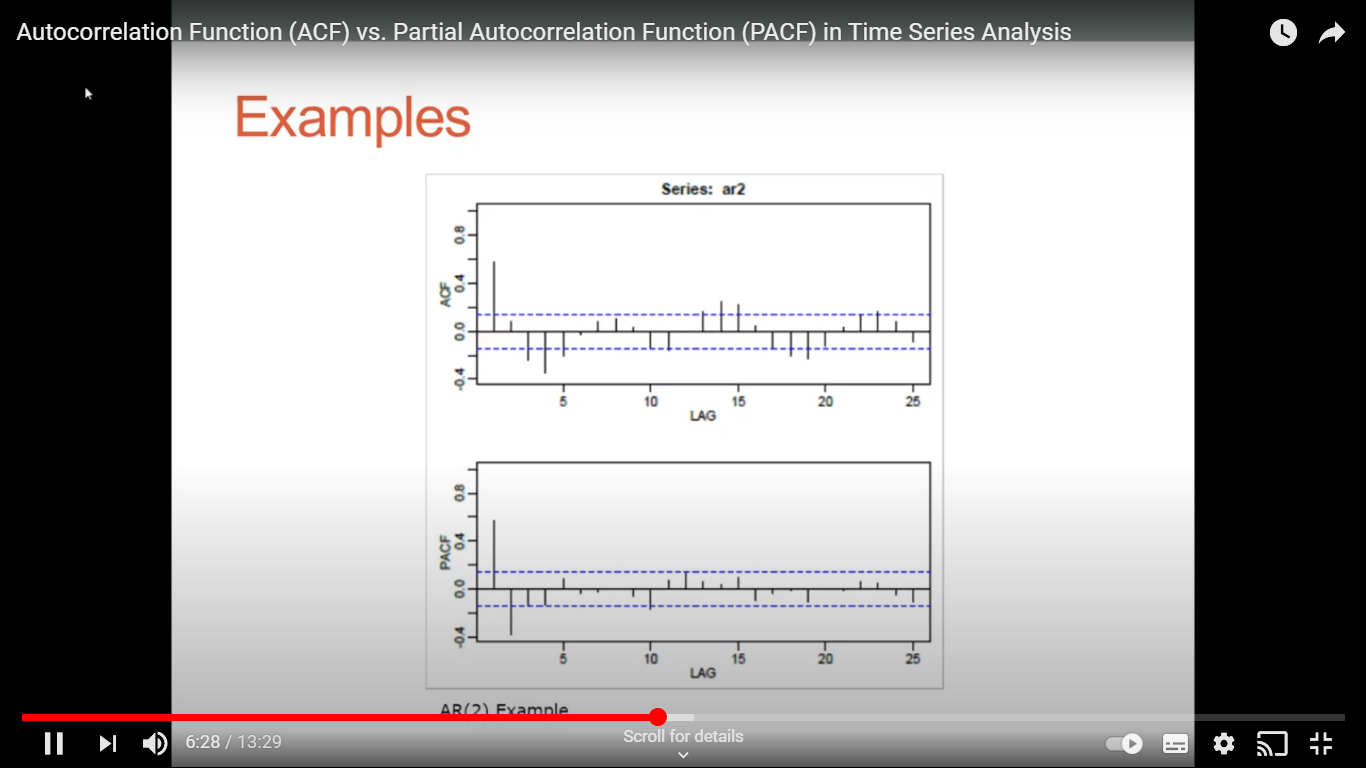 Autocorrelation Function (ACF) vs. Partial Autocorrelation Function (PACF) in Time Series Analysis
Examples
Series: ar2
ACF
0.8
0.4
0.0
-0.4
5 10 15 20 25
LAG
PACF
0.8
0.4
0.0
-0.4
5 10 15 20 25
LAG
AR(2) Example
6:28 / 13:29
Scroll for details